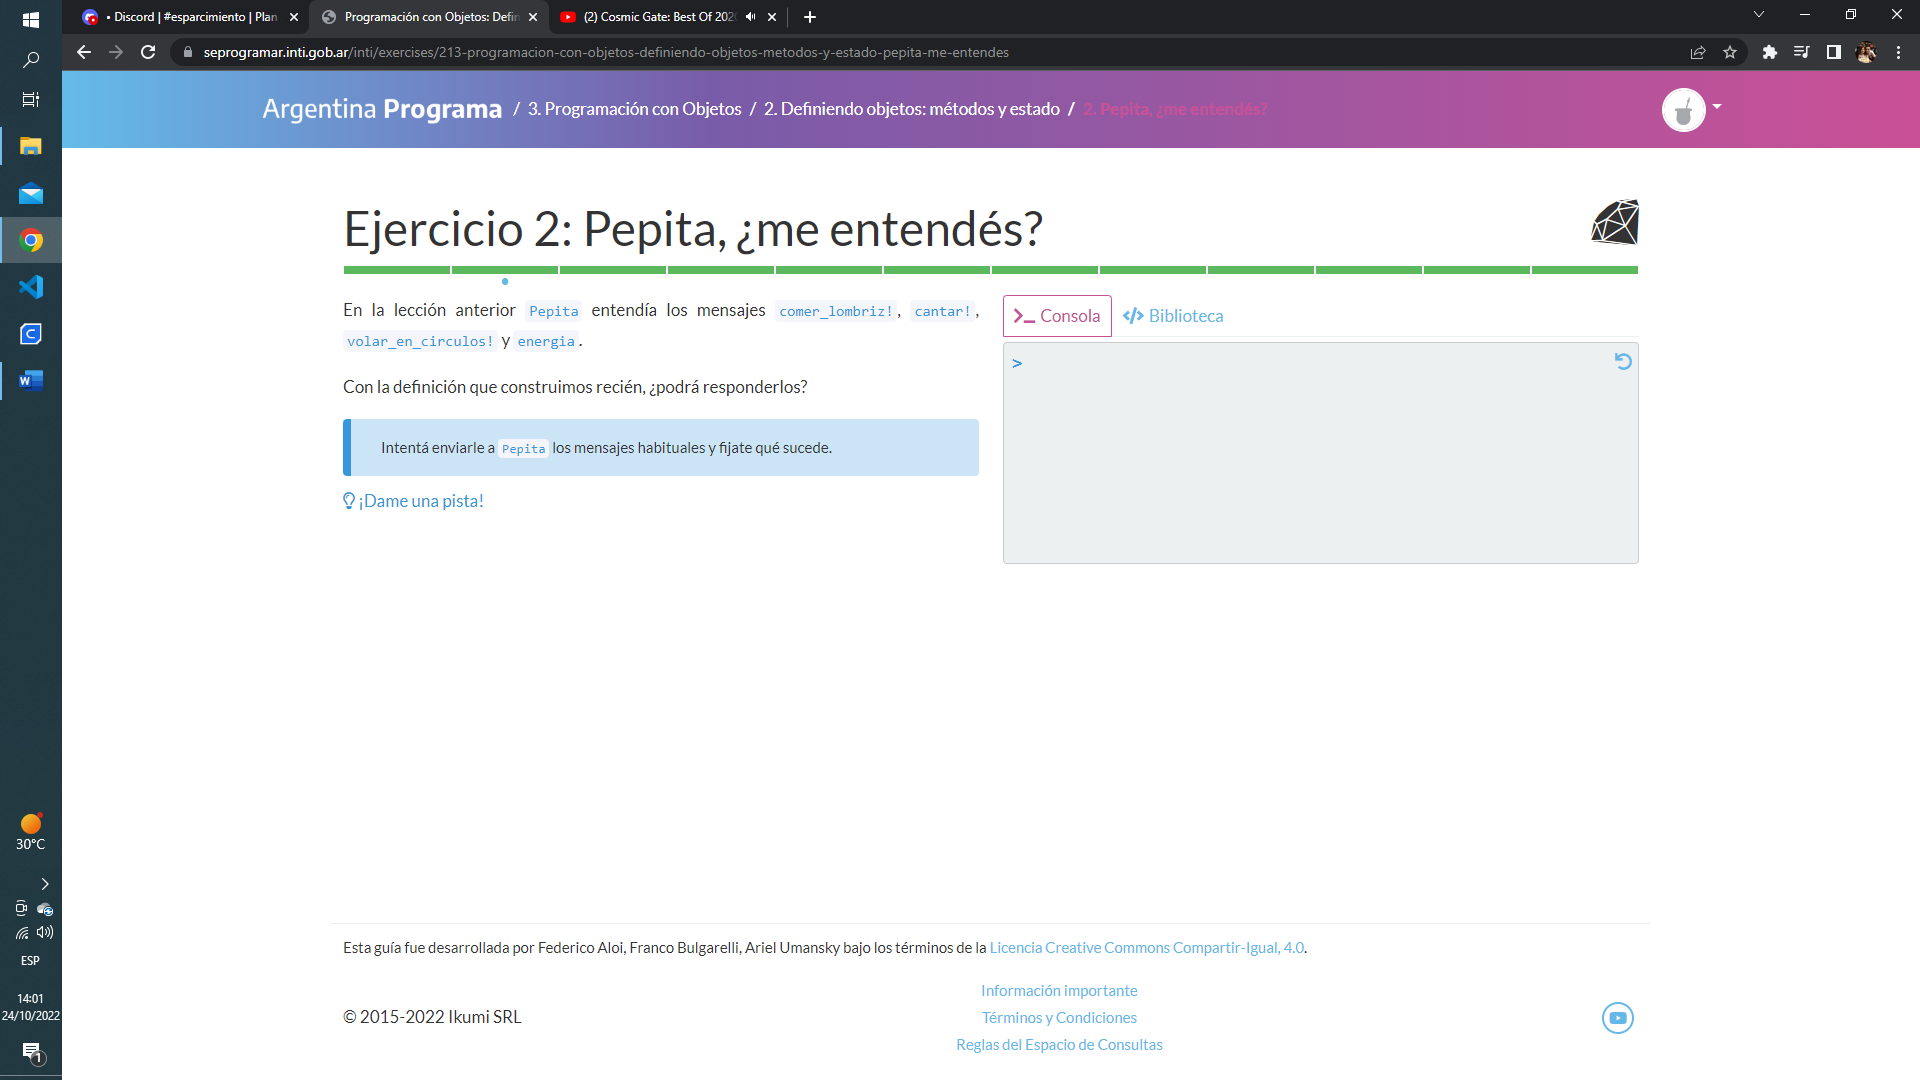 • Discord | #esparcimiento | Plan
Programación con Objetos: Defin
(2) Cosmic Gate: Best Of 2020
seprogramar.inti.gob.ar/inti/exercises/213-programacion-con-objetos-definiendo-objetos-metodos-y-estado-pepita-me-entendes
Argentina Programa / 3. Programación con Objetos / 2. Definiendo objetos: métodos y estado / 2. Pepita, ¿me entendés?
Ejercicio 2: Pepita, ¿me entendés?
En la lección anterior Pepita entendía los mensajes comer_lombriz!, cantar!,
volar_en_circulos! y energia.
Con la definición que construimos recién, ¿podrá responderlos?
Intentá enviarle a Pepita los mensajes habituales y fijate qué sucede.
¡Dame una pista!
Consola
Biblioteca
>
Esta guía fue desarrollada por Federico Aloi, Franco Bulgarelli, Ariel Umansky bajo los términos de la Licencia Creative Commons Compartir-Igual, 4.0.
© 2015-2022 Ikumi SRL
Información importante
Términos y Condiciones
Reglas del Espacio de Consultas
30°C
ESP
14:01
24/10/2022
1